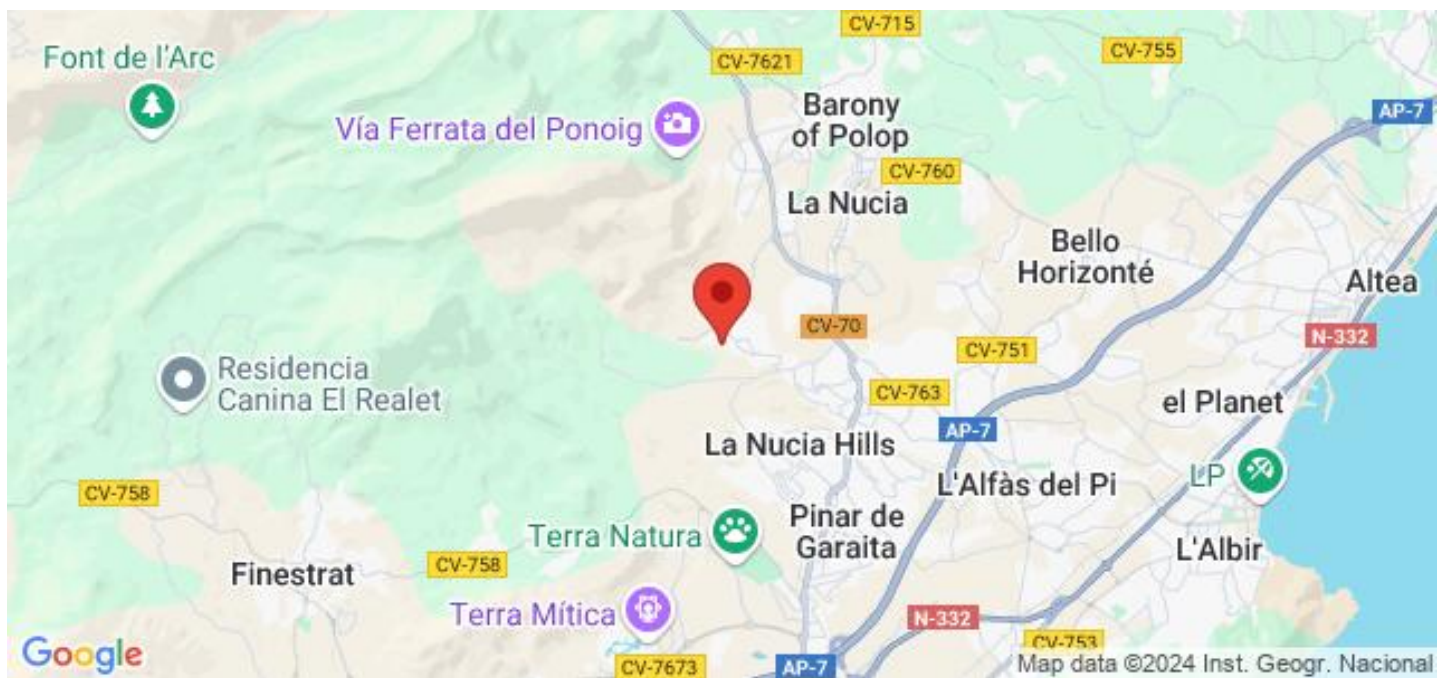 CV-715
CV-755
Font de l'Arc
CV-7621
AP-7
Barony
of Polop
Vía Ferrata del Ponoig
CV-760
La Nucia
Bello
Horizonté
Altea
CV-70
N-332
CV-751
Residencia
Canina El Realet
CV-763
el Planet
AP-7
La Nucia Hills
LP
L'Alfàs del Pi
CV-758
Pinar de
Garaita
Terra Natura
L'Albir
CV-758
Finestrat
Terra Mítica
N-332
CV-753
Google
CV-7673
AP-7
Map data ©2024 Inst. Geogr. Nacional